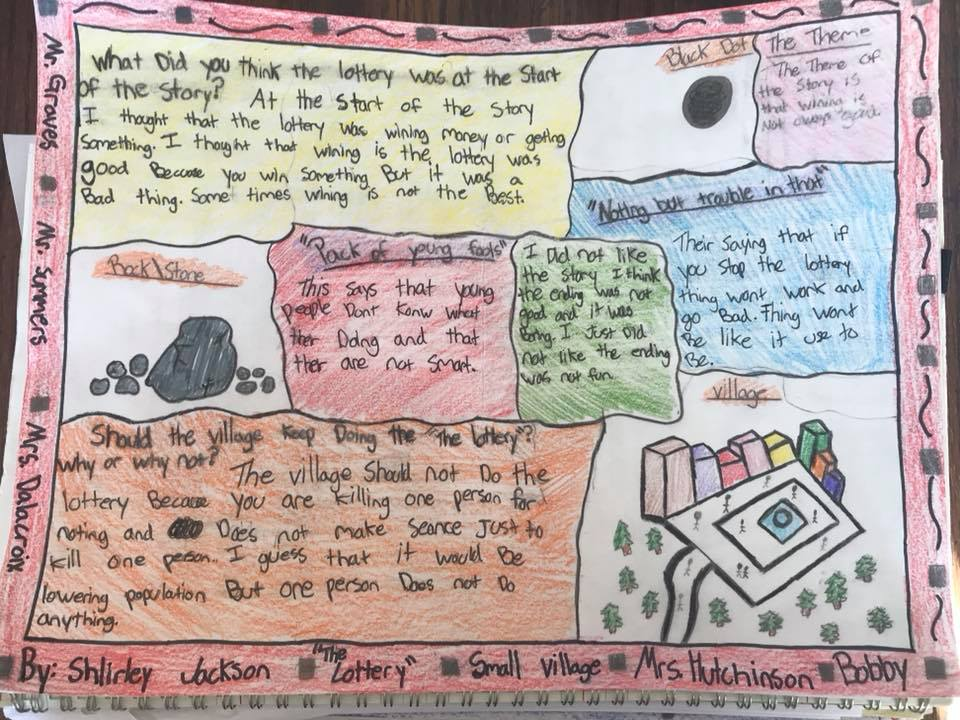 What Did you think the lottery was at the Start
of the Story? At the Start of the Story
I thought that the lottery was wining money or geting
Something. I thought that wining is the lottery was
good Because you win Something But it was a
Bad thing. Some times wining is not the Best.
Black Dot
The Theme
The Theme of
the Story is
that wining is
Not always good.
"Noting but trouble in that"
Their Saying that if
you Stop the lottery
thing wont work and
go Bad. Thing wont
Be like it use to
Be.
Rock\Stone
"Pack of young fools"
This says that young
people Dont Konw what
ther Doing and that
ther are not Smart.
I Did not like
the story I think
the ending was not
good and it was
Boring. I Just Did
not like the ending
was not fun.
village
Should the village Keep Doing the "The lottery"?
why or why not? The village Should not Do the
lottery Because you are killing one person for
noting and Does not make Seance Just to
kill one person.. I guess that it would Be
lowering population But one person Does not Do
anything.
Mr. Graves
Mr. Summers
Mrs. Dalacroix
By: Shlirley Jackson "The Lottery" Small village Mrs. Hutchinson Bobby